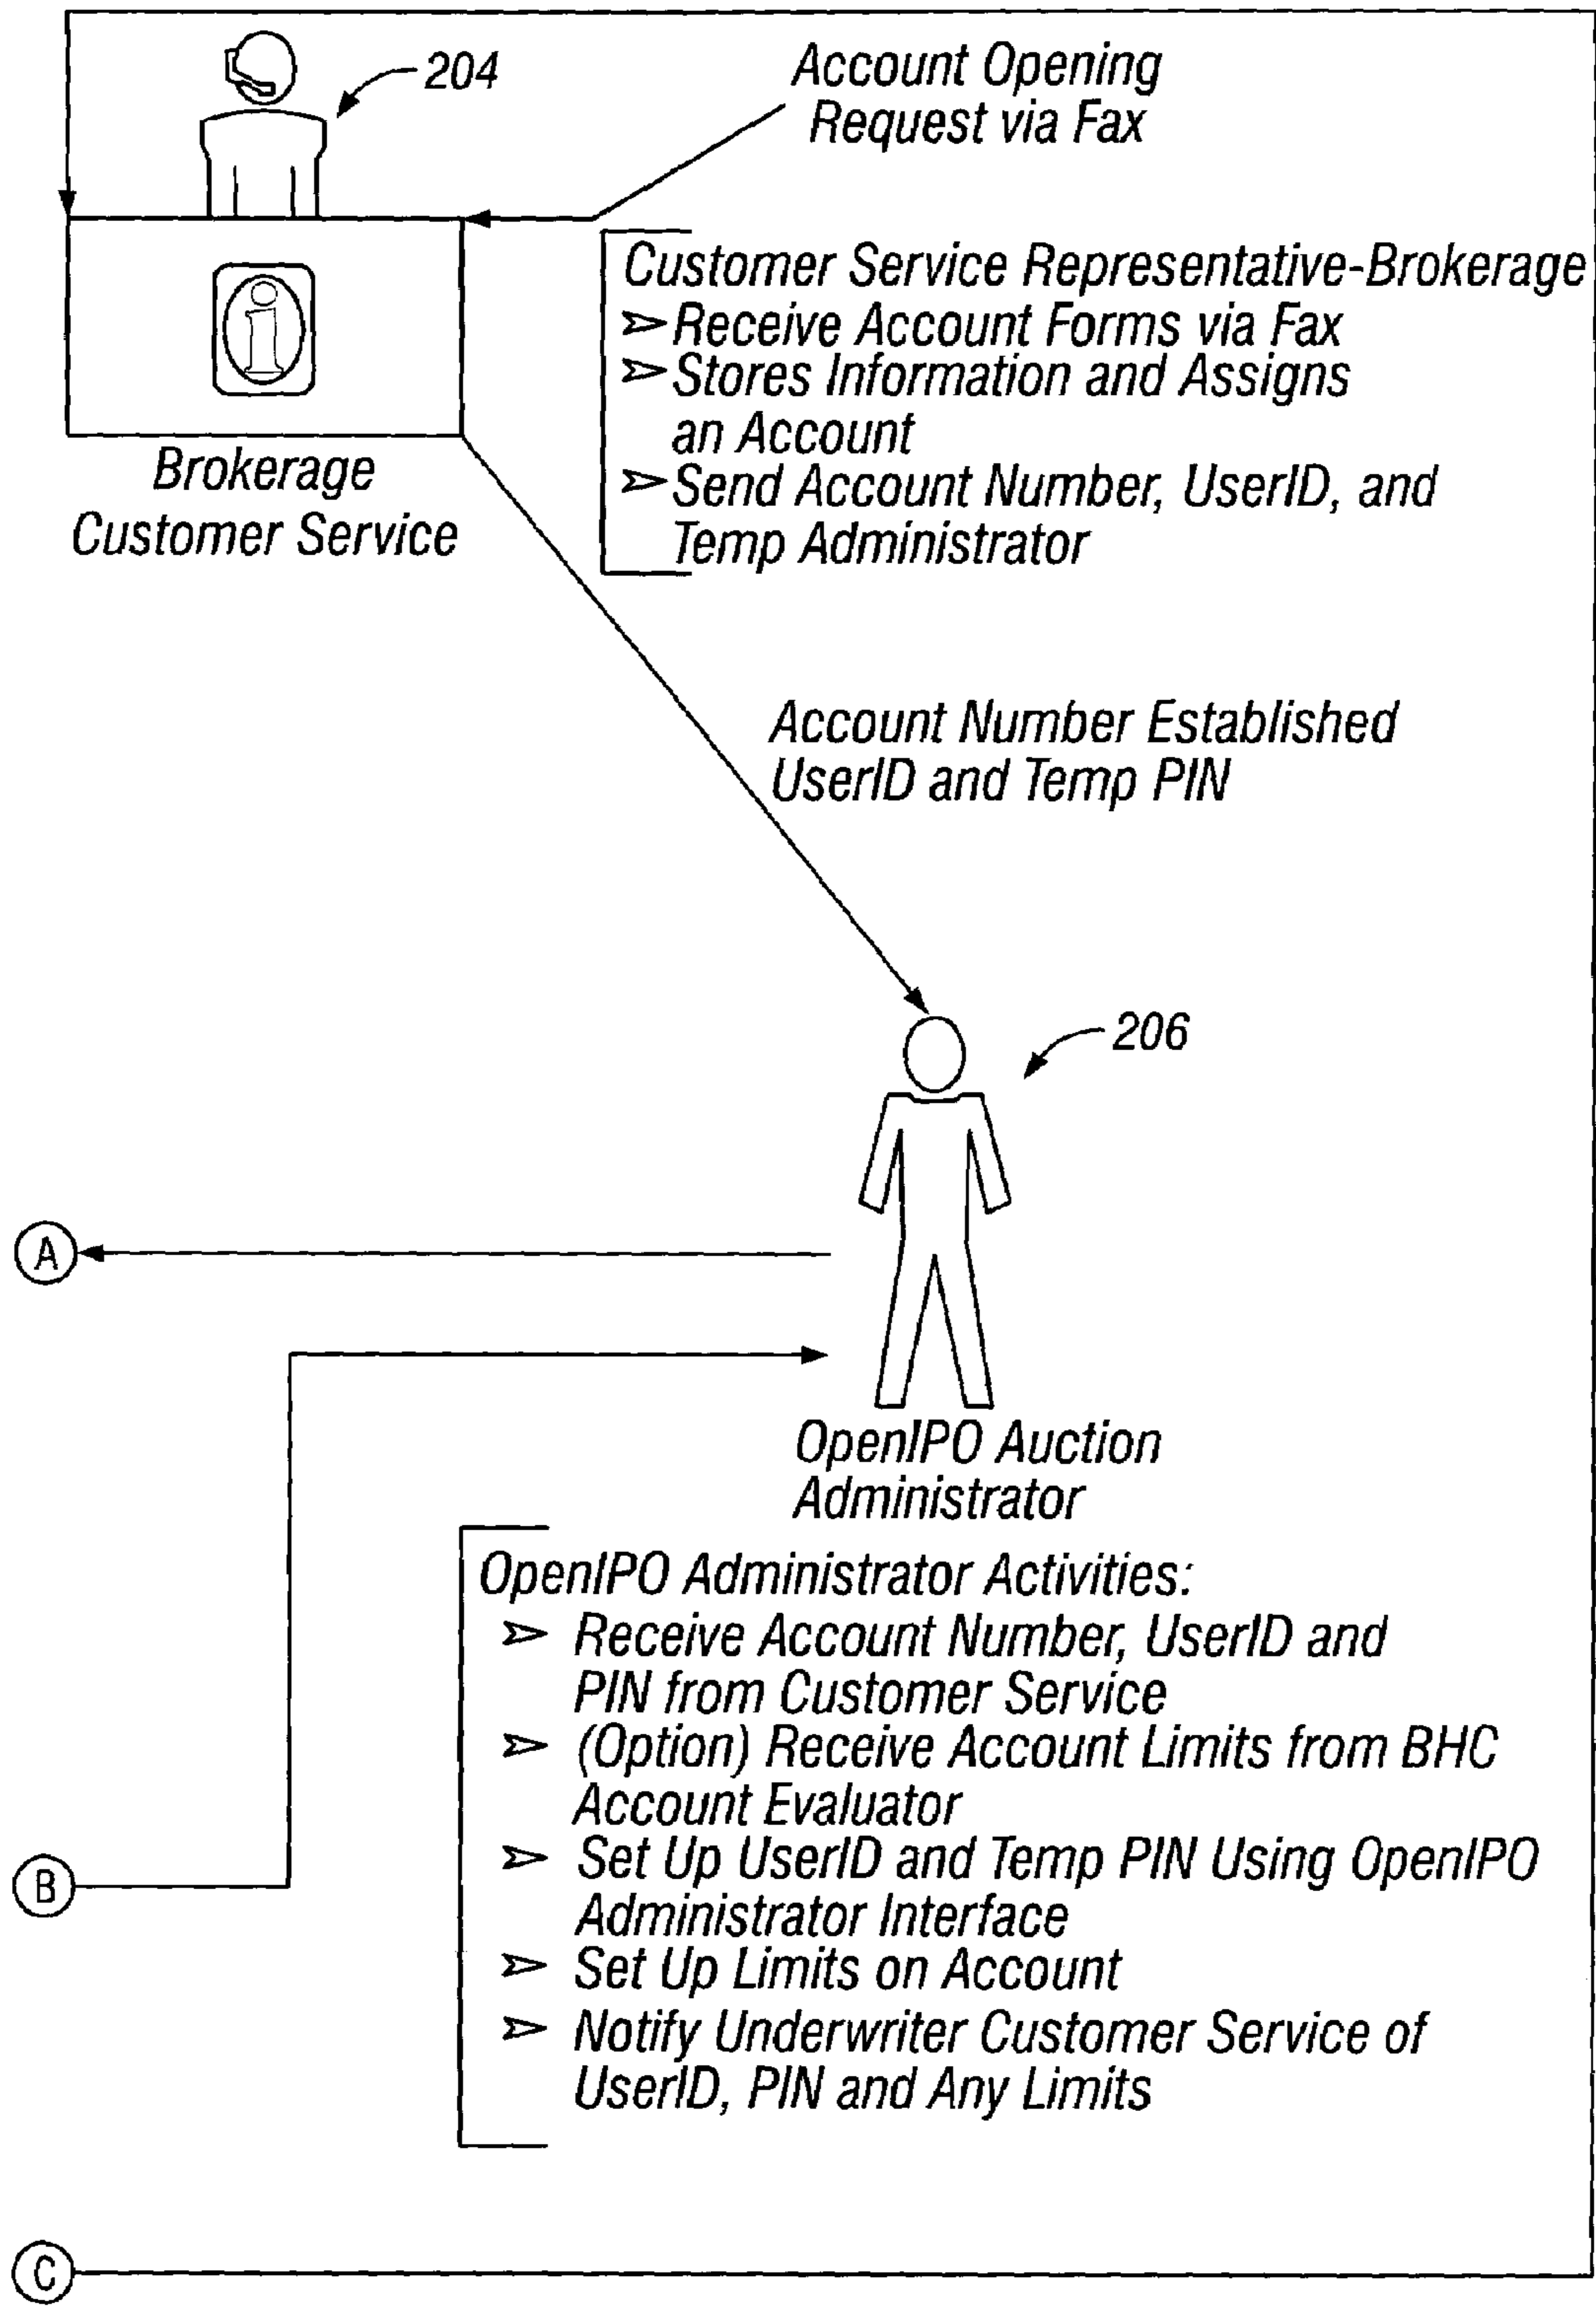 204
Account Opening
Request via Fax
Customer Service Representative-Brokerage
➢Receive Account Forms via Fax
➢Stores Information and Assigns
an Account
➢Send Account Number, UserID, and
Temp Administrator
i
Brokerage
Customer Service
Account Number Established
UserID and Temp PIN
206
A
OpenIPO Auction
Administrator
OpenIPO Administrator Activities:
➢ Receive Account Number, UserID and
PIN from Customer Service
➢ (Option) Receive Account Limits from BHC
Account Evaluator
➢ Set Up UserID and Temp PIN Using OpenIPO
Administrator Interface
➢ Set Up Limits on Account
➢ Notify Underwriter Customer Service of
UserID, PIN and Any Limits
B
C